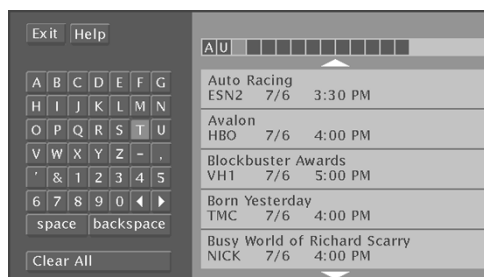 Exit Help
A U
A B C D E F G
H I J K L M N
O P Q R S T U
V W X Y Z - ,
' & 1 2 3 4 5
6 7 8 9 0
space backspace
Clear All
Auto Racing
ESN2 7/6 3:30 PM
Avalon
HBO 7/6 4:00 PM
Blockbuster Awards
VH1 7/6 5:00 PM
Born Yesterday
TMC 7/6 4:00 PM
Busy World of Richard Scarry
NICK 7/6 4:00 PM